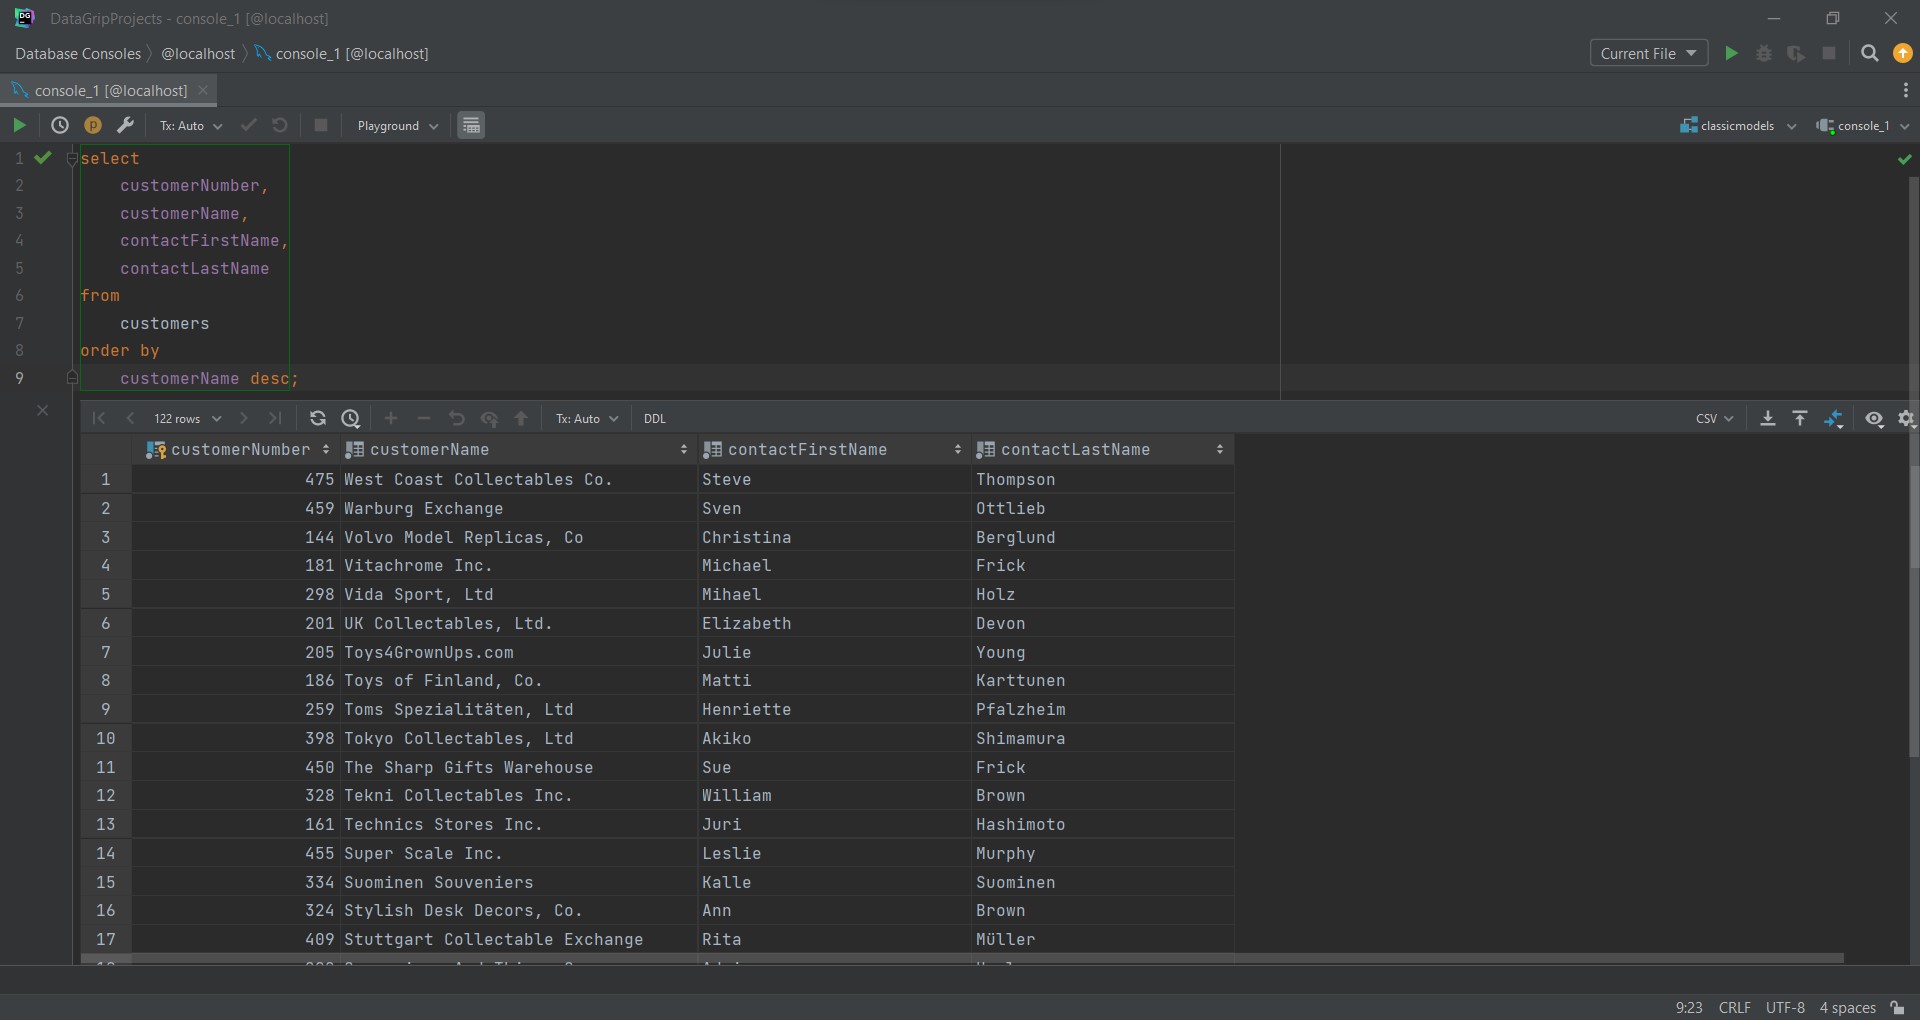 DG DataGripProjects - console_1 [@localhost]
Database Consoles @localhost console_1 [@localhost] Current File
console_1 [@localhost]
p Tx: Auto Playground classicmodels console_1
1 select
2 customerNumber,
3 customerName,
4 contactFirstName,
5 contactLastName
6 from
7 customers
8 order by
9 customerName desc;
122 rows Tx: Auto DDL CSV
customerNumber customerName contactFirstName contactLastName
1 475 West Coast Collectables Co. Steve Thompson
2 459 Warburg Exchange Sven Ottlieb
3 144 Volvo Model Replicas, Co Christina Berglund
4 181 Vitachrome Inc. Michael Frick
5 298 Vida Sport, Ltd Mihael Holz
6 201 UK Collectables, Ltd. Elizabeth Devon
7 205 Toys4GrownUps.com Julie Young
8 186 Toys of Finland, Co. Matti Karttunen
9 259 Toms Spezialitäten, Ltd Henriette Pfalzheim
10 398 Tokyo Collectables, Ltd Akiko Shimamura
11 450 The Sharp Gifts Warehouse Sue Frick
12 328 Tekni Collectables Inc. William Brown
13 161 Technics Stores Inc. Juri Hashimoto
14 455 Super Scale Inc. Leslie Murphy
15 334 Suominen Souveniers Kalle Suominen
16 324 Stylish Desk Decors, Co. Ann Brown
17 409 Stuttgart Collectable Exchange Rita Müller
9:23 CRLF UTF-8 4 spaces